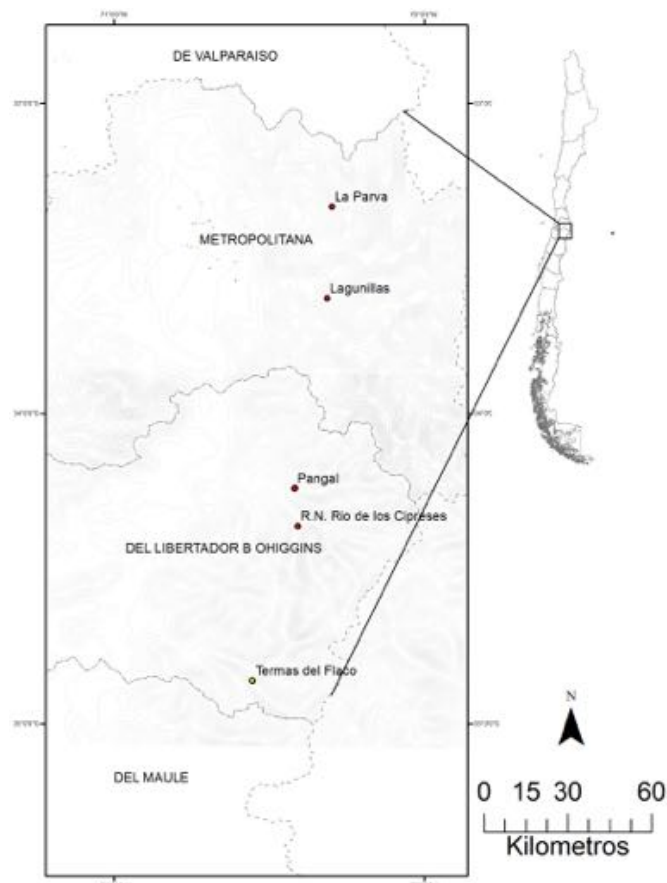 DE VALPARAISO
La Parva
METROPOLITANA
Lagunillas
Pangal
R.N. Rio de los Cipreses
DEL LIBERTADOR B OHIGGINS
Termas del Flaco
DEL MAULE
N
0 15 30 60
Kilometros